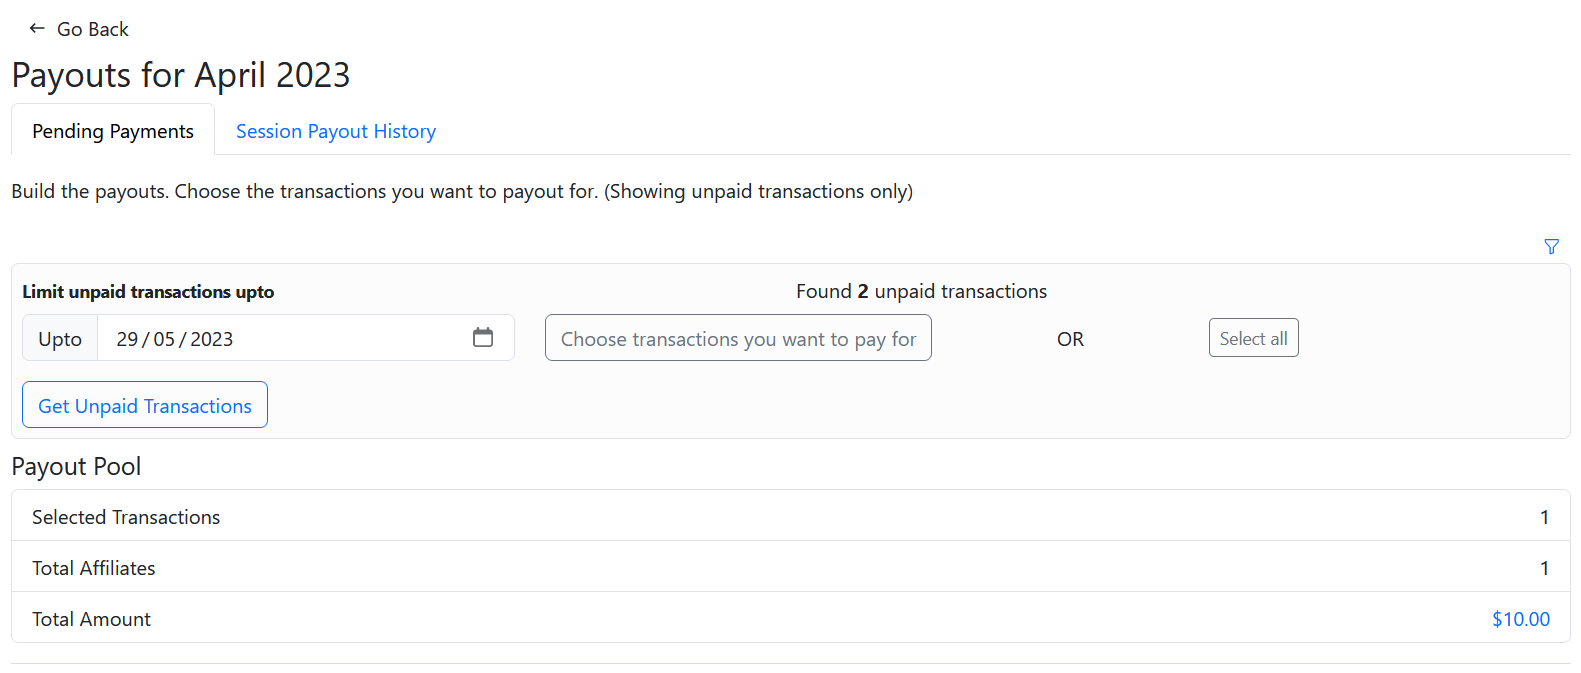 Go Back
Payouts for April 2023
Pending Payments Session Payout History
Build the payouts. Choose the transactions you want to payout for. (Showing unpaid transactions only)
Limit unpaid transactions upto
Found 2 unpaid transactions
Upto 29/05/2023
Choose transactions you want to pay for
OR
Select all
Get Unpaid Transactions
Payout Pool
Selected Transactions 1
Total Affiliates 1
Total Amount $10.00